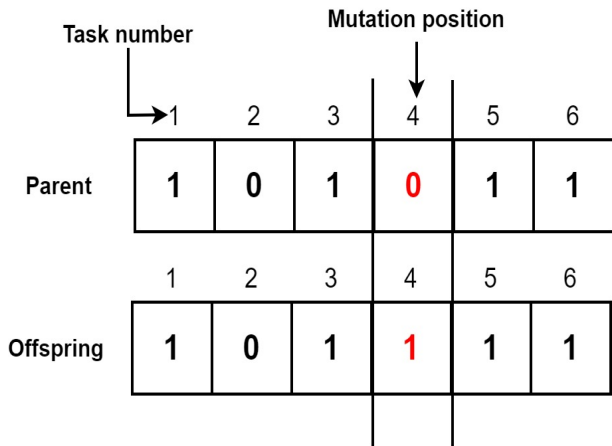 Mutation position
Task number
1 2 3 4 5 6
Parent 1 0 1 0 1 1
1 2 3 4 5 6
Offspring 1 0 1 1 1 1